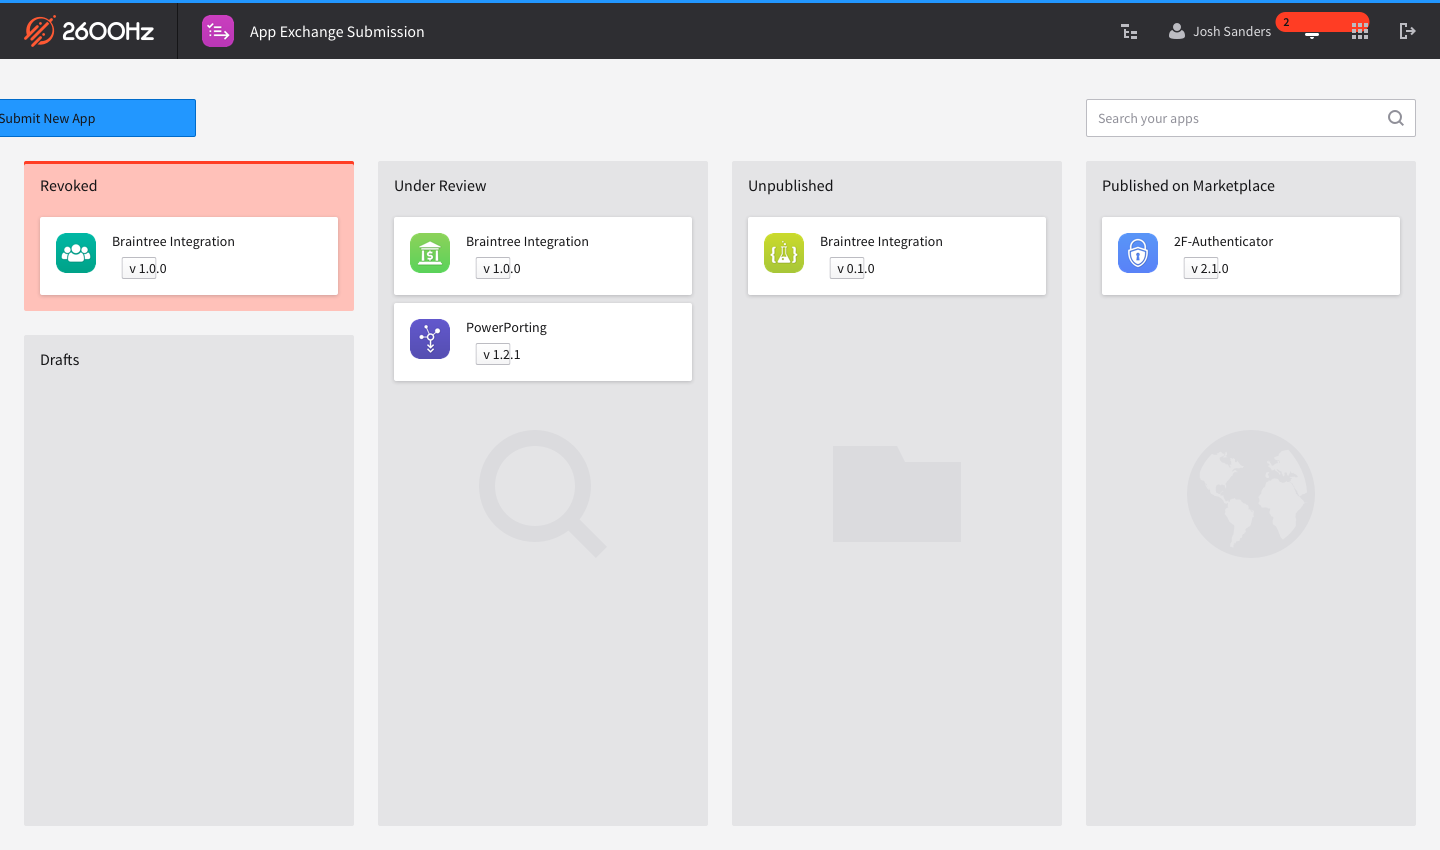 2600Hz
App Exchange Submission
Josh Sanders
2
Submit New App
Search your apps
Revoked
Braintree Integration
v 1.0.0
Drafts
Under Review
Braintree Integration
v 1.0.0
PowerPorting
v 1.2.1
Unpublished
Braintree Integration
v 0.1.0
Published on Marketplace
2F-Authenticator
v 2.1.0